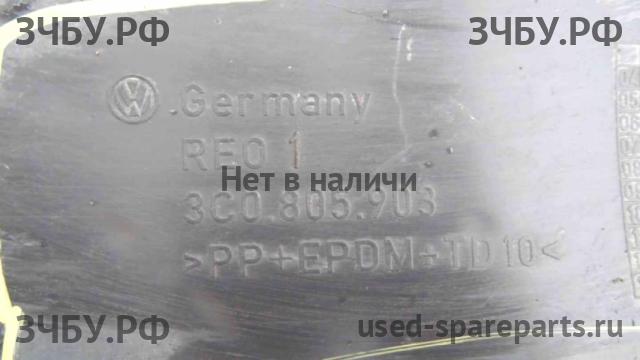 ЗЧБУ.РФ ЗЧБУ.РФ
VW .Germany
REO 1
Нет в наличи
3C0.805.903
>PP+EPDM+TD10<
ЗЧБУ.РФ
used-spareparts.ru